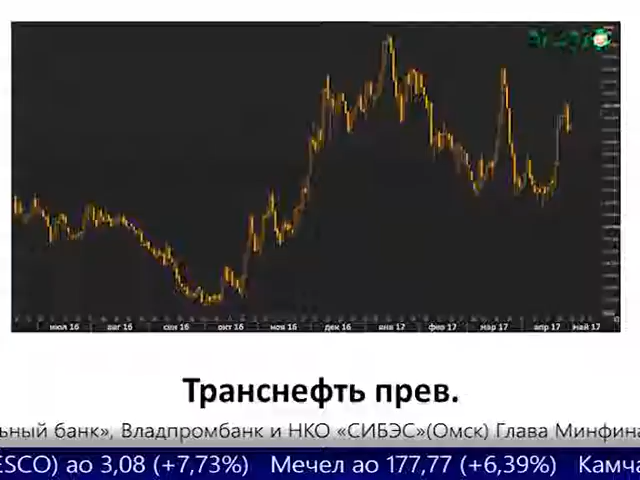 июл 16 авг 16 сен 16 окт 16 ноя 16 дек 16 янв 17 фев 17 мар 17 апр 17 май 17
Транснефть прев.
ьный банк», Владпромбанк и НКО «СИБЭС»(Омск) Глава Минфина
ESCO) ао 3,08 (+7,73%) Мечел ао 177,77 (+6,39%) Камча